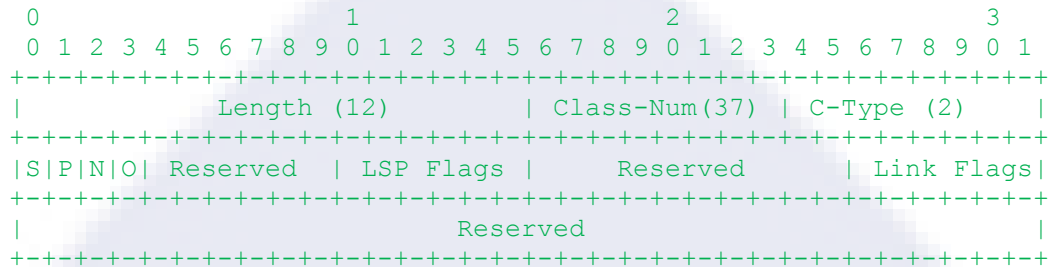 0                   1                   2                   3
 0 1 2 3 4 5 6 7 8 9 0 1 2 3 4 5 6 7 8 9 0 1 2 3 4 5 6 7 8 9 0 1
+-+-+-+-+-+-+-+-+-+-+-+-+-+-+-+-+-+-+-+-+-+-+-+-+-+-+-+-+-+-+-+-+
|            Length (12)        | Class-Num(37) | C-Type (2)    |
+-+-+-+-+-+-+-+-+-+-+-+-+-+-+-+-+-+-+-+-+-+-+-+-+-+-+-+-+-+-+-+-+
|S|P|N|O| Reserved  | LSP Flags |     Reserved      | Link Flags|
+-+-+-+-+-+-+-+-+-+-+-+-+-+-+-+-+-+-+-+-+-+-+-+-+-+-+-+-+-+-+-+-+
|                           Reserved                            |
+-+-+-+-+-+-+-+-+-+-+-+-+-+-+-+-+-+-+-+-+-+-+-+-+-+-+-+-+-+-+-+-+